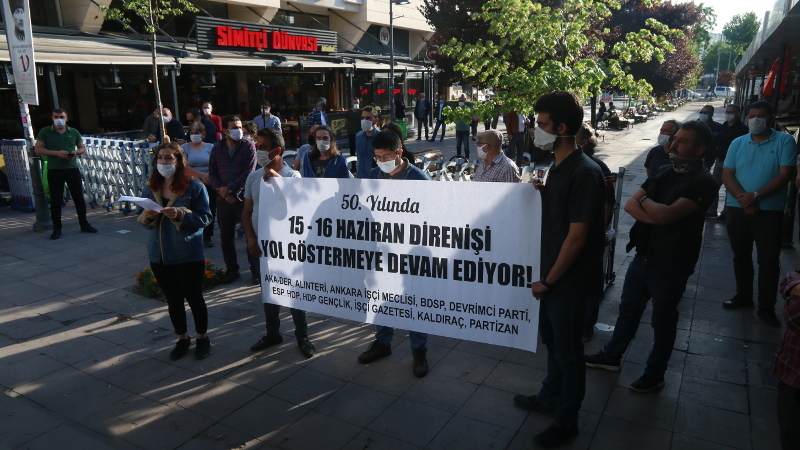 SİMİTÇİ DÜNYASI
50. Yılında
15 - 16 HAZİRAN DİRENİŞİ
YOL GÖSTERMEYE DEVAM EDİYOR!
AKA-DER, ALINTERİ, ANKARA İŞÇİ MECLİSİ, BDSP, DEVRİMCİ PARTİ,
ESP, HDP, HDP GENÇLİK, İŞÇİ GAZETESİ, KALDIRAÇ, PARTİZAN